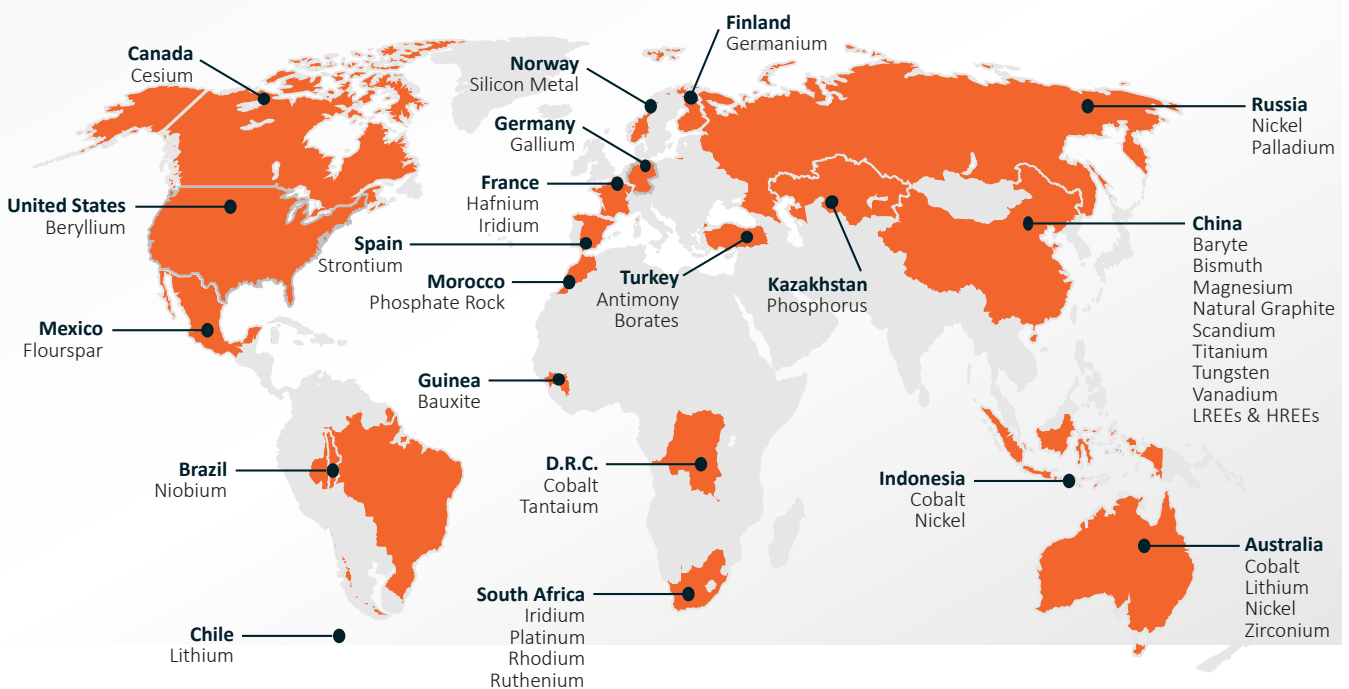 Canada
Cesium
United States
Beryllium
Mexico
Flourspar
Brazil
Niobium
Chile
Lithium
Finland
Germanium
Norway
Silicon Metal
Germany
Gallium
France
Hafnium
Iridium
Spain
Strontium
Morocco
Phosphate Rock
Turkey
Antimony
Borates
Kazakhstan
Phosphorus
Guinea
Bauxite
D.R.C.
Cobalt
Tantaium
South Africa
Iridium
Platinum
Rhodium
Ruthenium
Russia
Nickel
Palladium
China
Baryte
Bismuth
Magnesium
Natural Graphite
Scandium
Titanium
Tungsten
Vanadium
LREEs & HREEs
Indonesia
Cobalt
Nickel
Australia
Cobalt
Lithium
Nickel
Zirconium